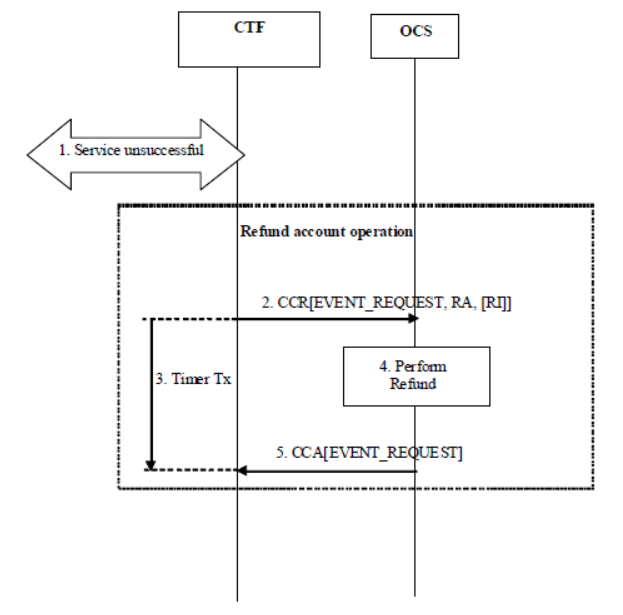 CTF
OCS
1. Service unsuccessful
Refund account operation
2. CCR[EVENT_REQUEST, RA, [RI]]
4. Perform
Refund
3. Timer Tx
5. CCA[EVENT_REQUEST]